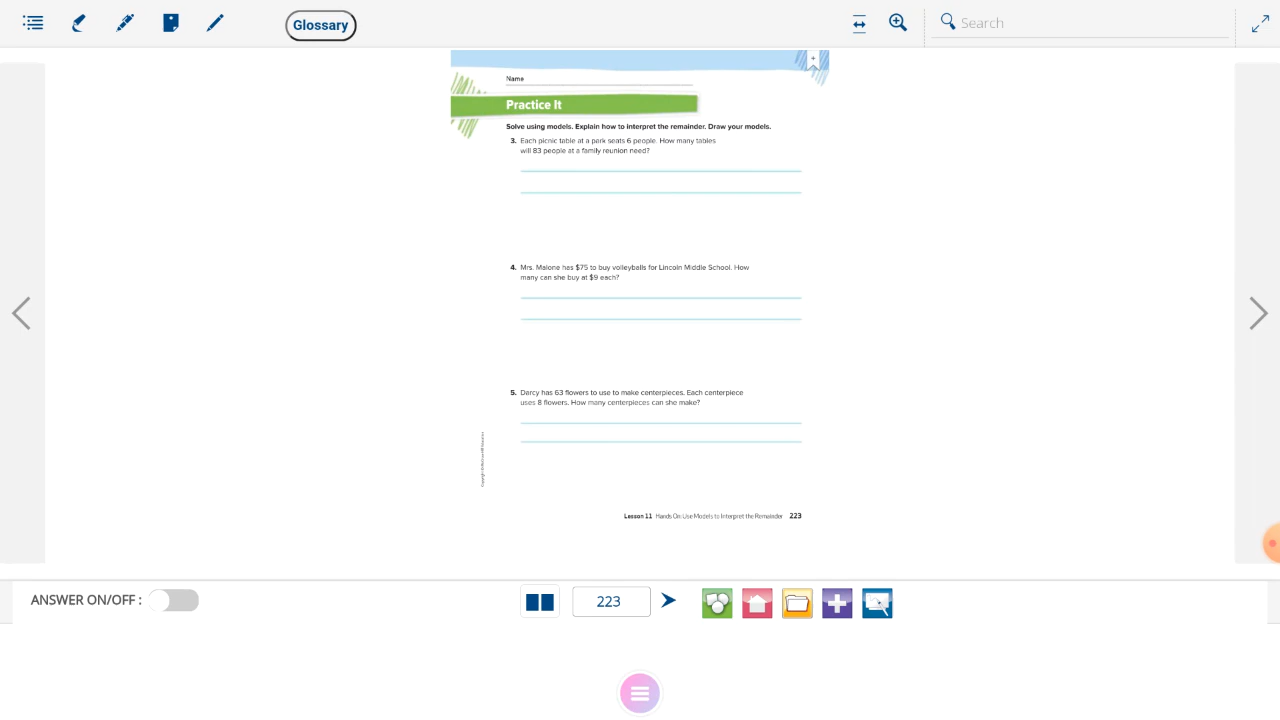 Glossary
Search
Name
Practice It
Solve using models. Explain how to interpret the remainder. Draw your models.
3. Each picnic table at a park seats 6 people. How many tables
will 83 people at a family reunion need?
4. Mrs. Malone has $75 to buy volleyballs for Lincoln Middle School. How
many can she buy at $9 each?
5. Darcy has 63 flowers to use to make centerpieces. Each centerpiece
uses 8 flowers. How many centerpieces can she make?
Lesson 11 Hands On: Use Models to Interpret the Remainder 223
ANSWER ON/OFF :
223